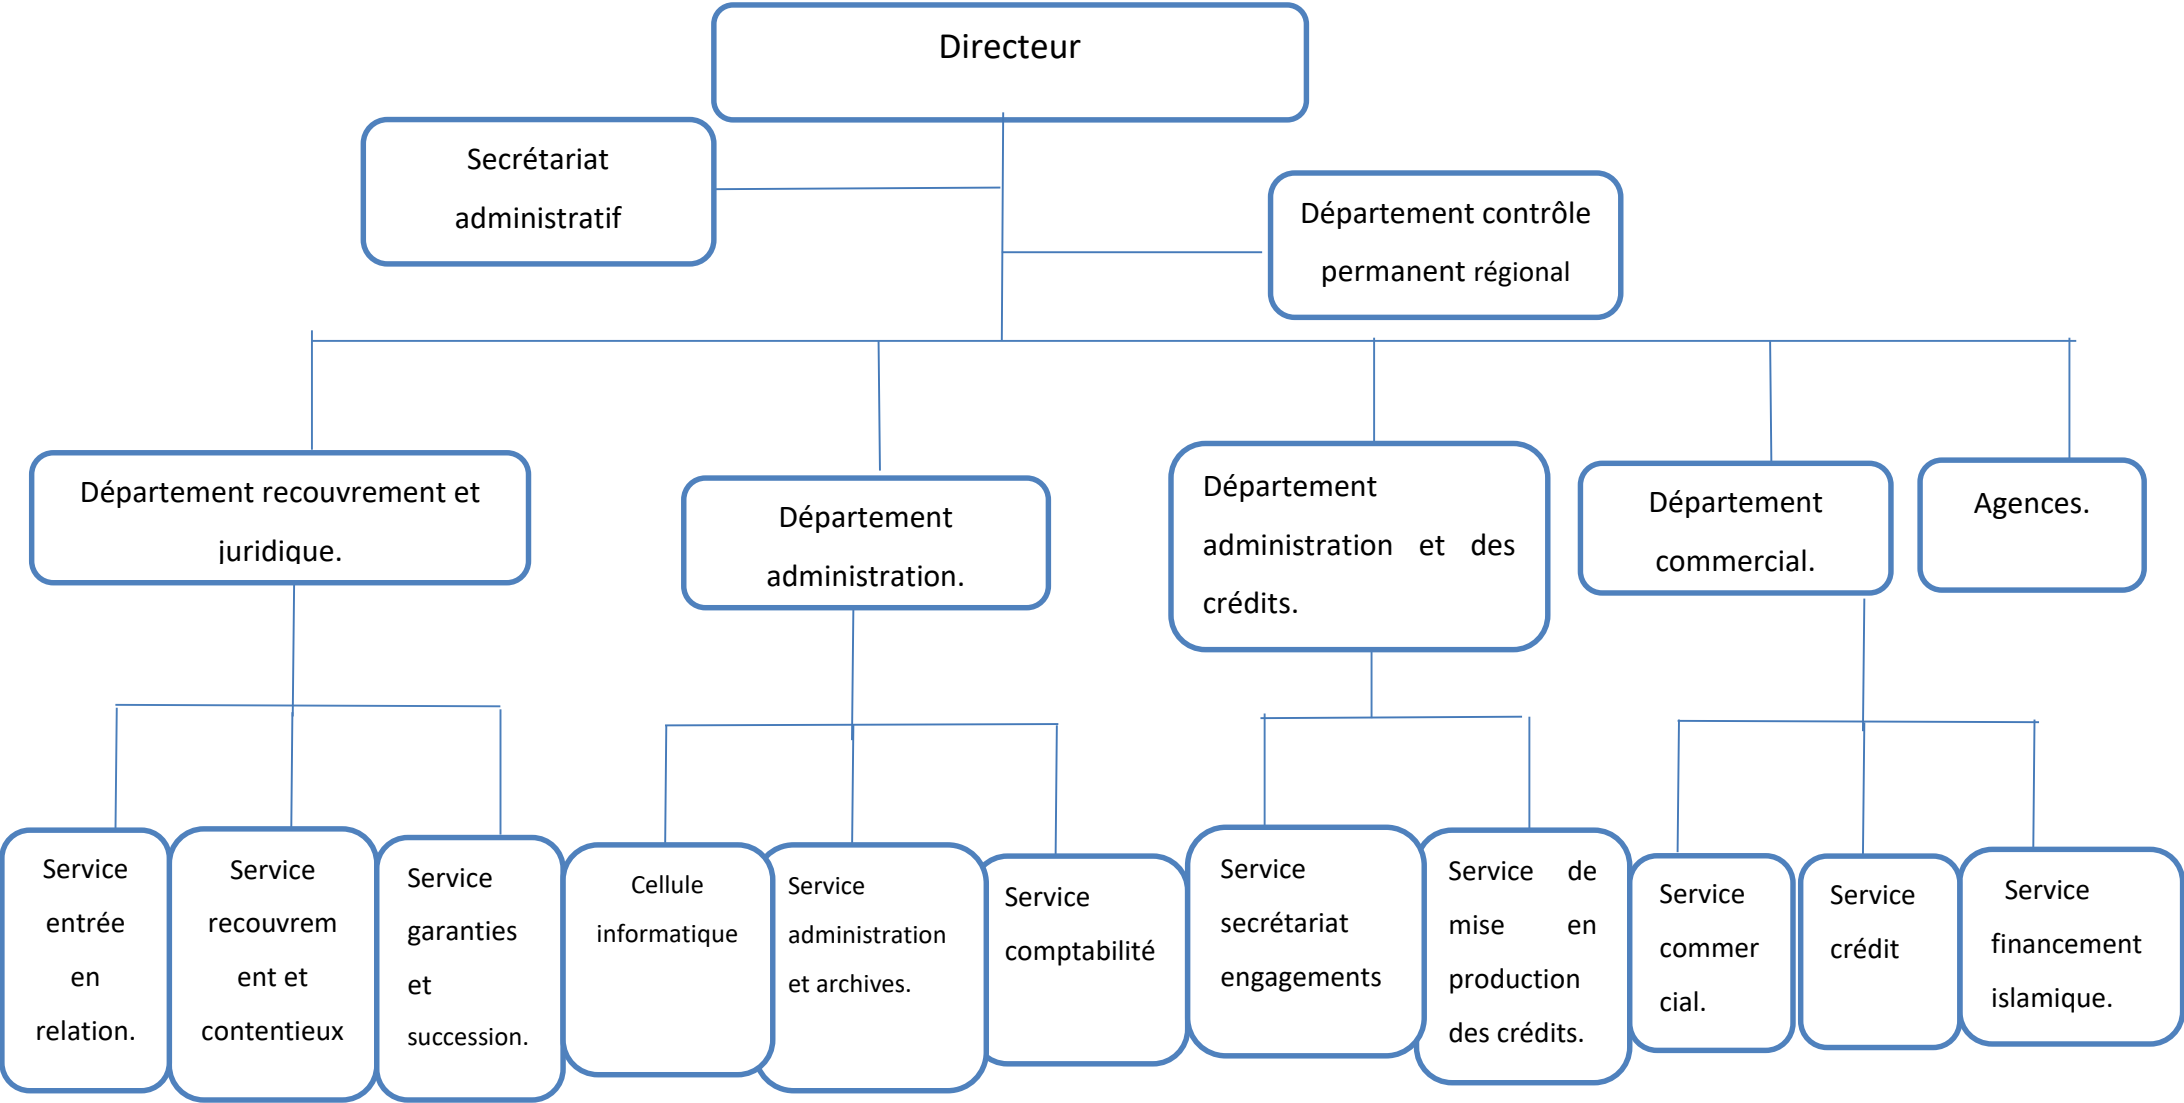 Directeur
Secrétariat
administratif
Département contrôle
permanent régional
Département recouvrement et
juridique.
Département
administration.
Département
administration et des
crédits.
Département
commercial.
Agences.
Service
entrée
en
relation.
Service
recouvrem
ent et
contentieux
Service
garanties
et
succession.
Cellule
informatique
Service
administration
et archives.
Service
comptabilité
Service
secrétariat
engagements
Service de
mise en
production
des crédits.
Service
commer
cial.
Service
crédit
Service
financement
islamique.